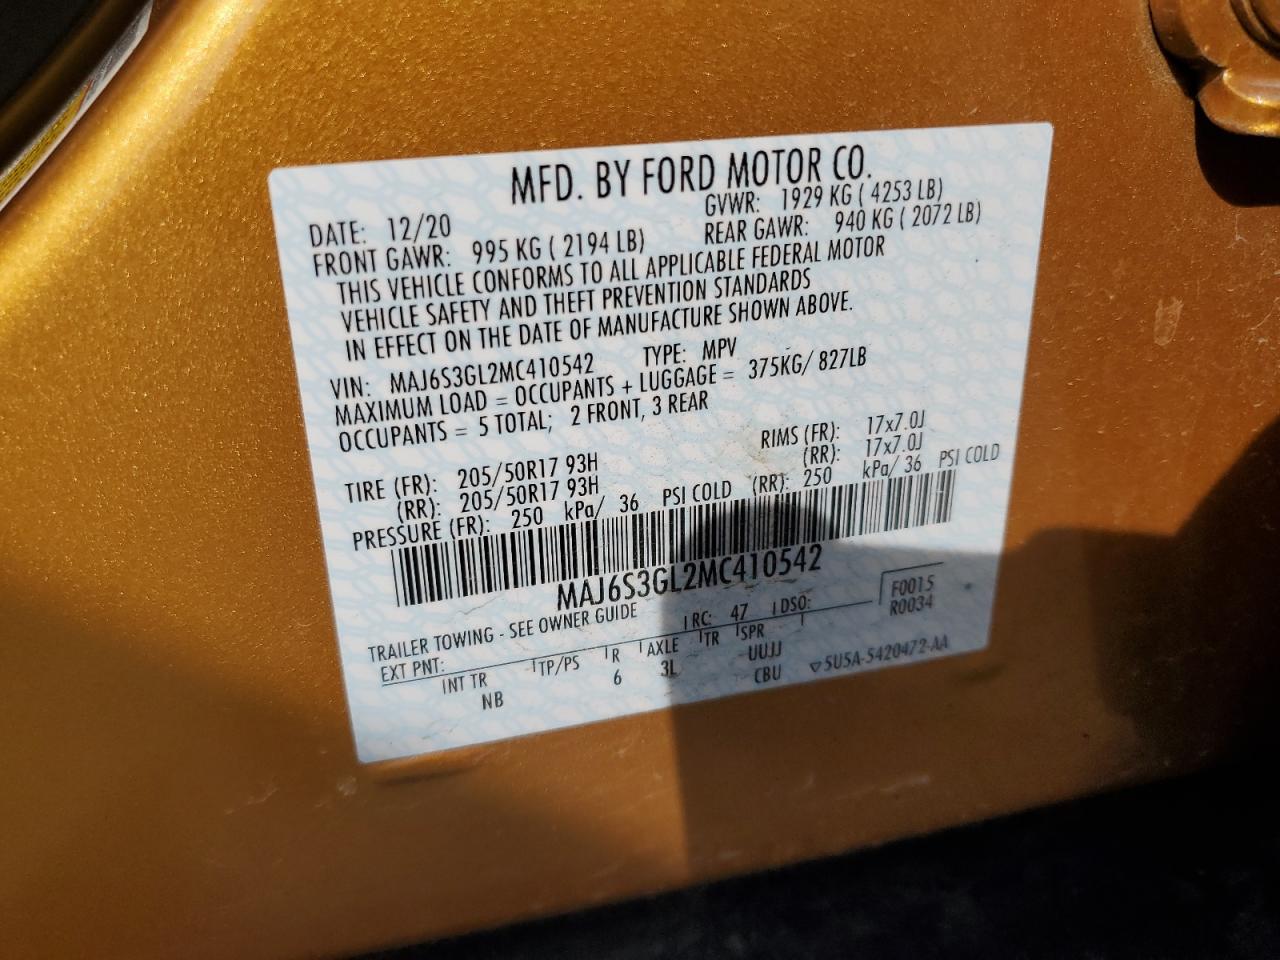 MFD. BY FORD MOTOR CO.
DATE: 12/20 GVWR: 1929 KG ( 4253 LB)
FRONT GAWR: 995 KG ( 2194 LB) REAR GAWR: 940 KG ( 2072 LB)
THIS VEHICLE CONFORMS TO ALL APPLICABLE FEDERAL MOTOR
VEHICLE SAFETY AND THEFT PREVENTION STANDARDS
IN EFFECT ON THE DATE OF MANUFACTURE SHOWN ABOVE.
VIN: MAJ6S3GL2MC410542 TYPE: MPV
MAXIMUM LOAD = OCCUPANTS + LUGGAGE = 375KG/ 827LB
OCCUPANTS = 5 TOTAL; 2 FRONT, 3 REAR
TIRE (FR): 205/50R17 93H RIMS (FR): 17x7.0J
(RR): 205/50R17 93H (RR): 17x7.0J
PRESSURE (FR): 250 kPa/ 36 PSI COLD (RR): 250 kPa/ 36 PSI COLD
MAJ6S3GL2MC410542
TRAILER TOWING - SEE OWNER GUIDE F0015
EXT PNT: RC: 47 DSO: R0034
INT TR TP/PS R AXLE TR SPR
NB 6 3L UUJJ 5U5A-5420472-AA
CBU